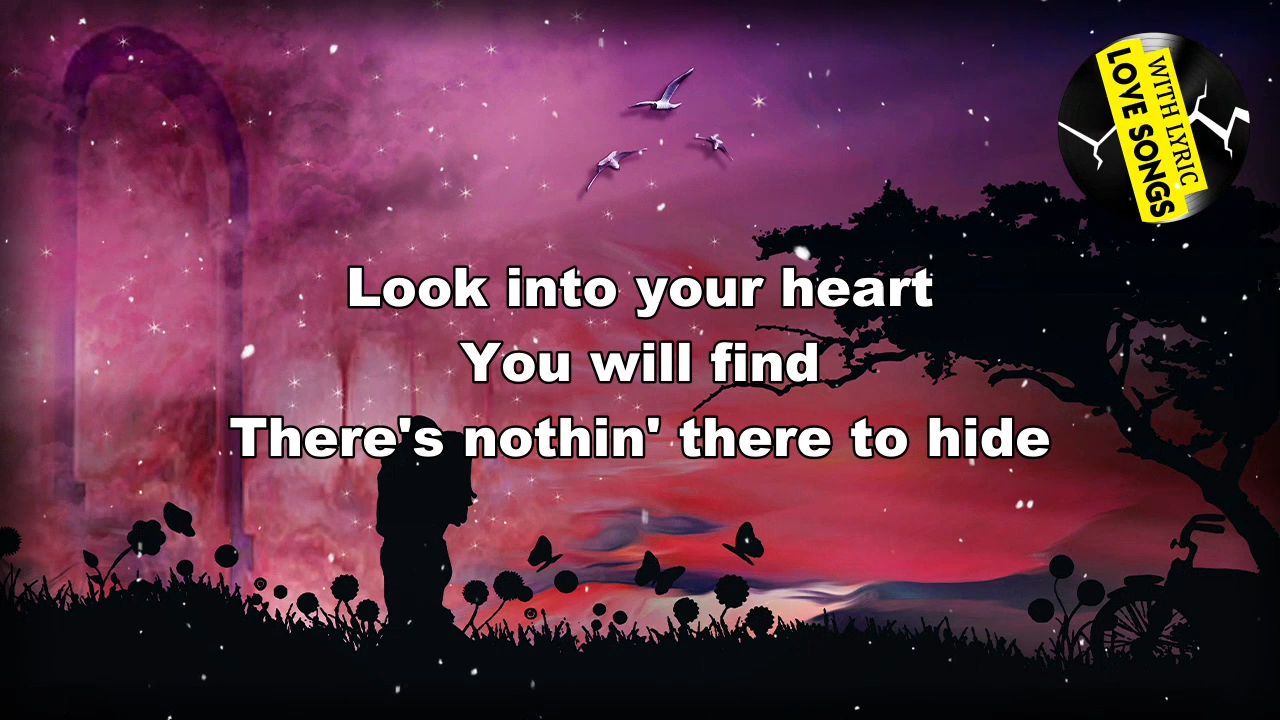 WITH LYRIC
LOVE SONGS
Look into your heart
You will find
There's nothin' there to hide